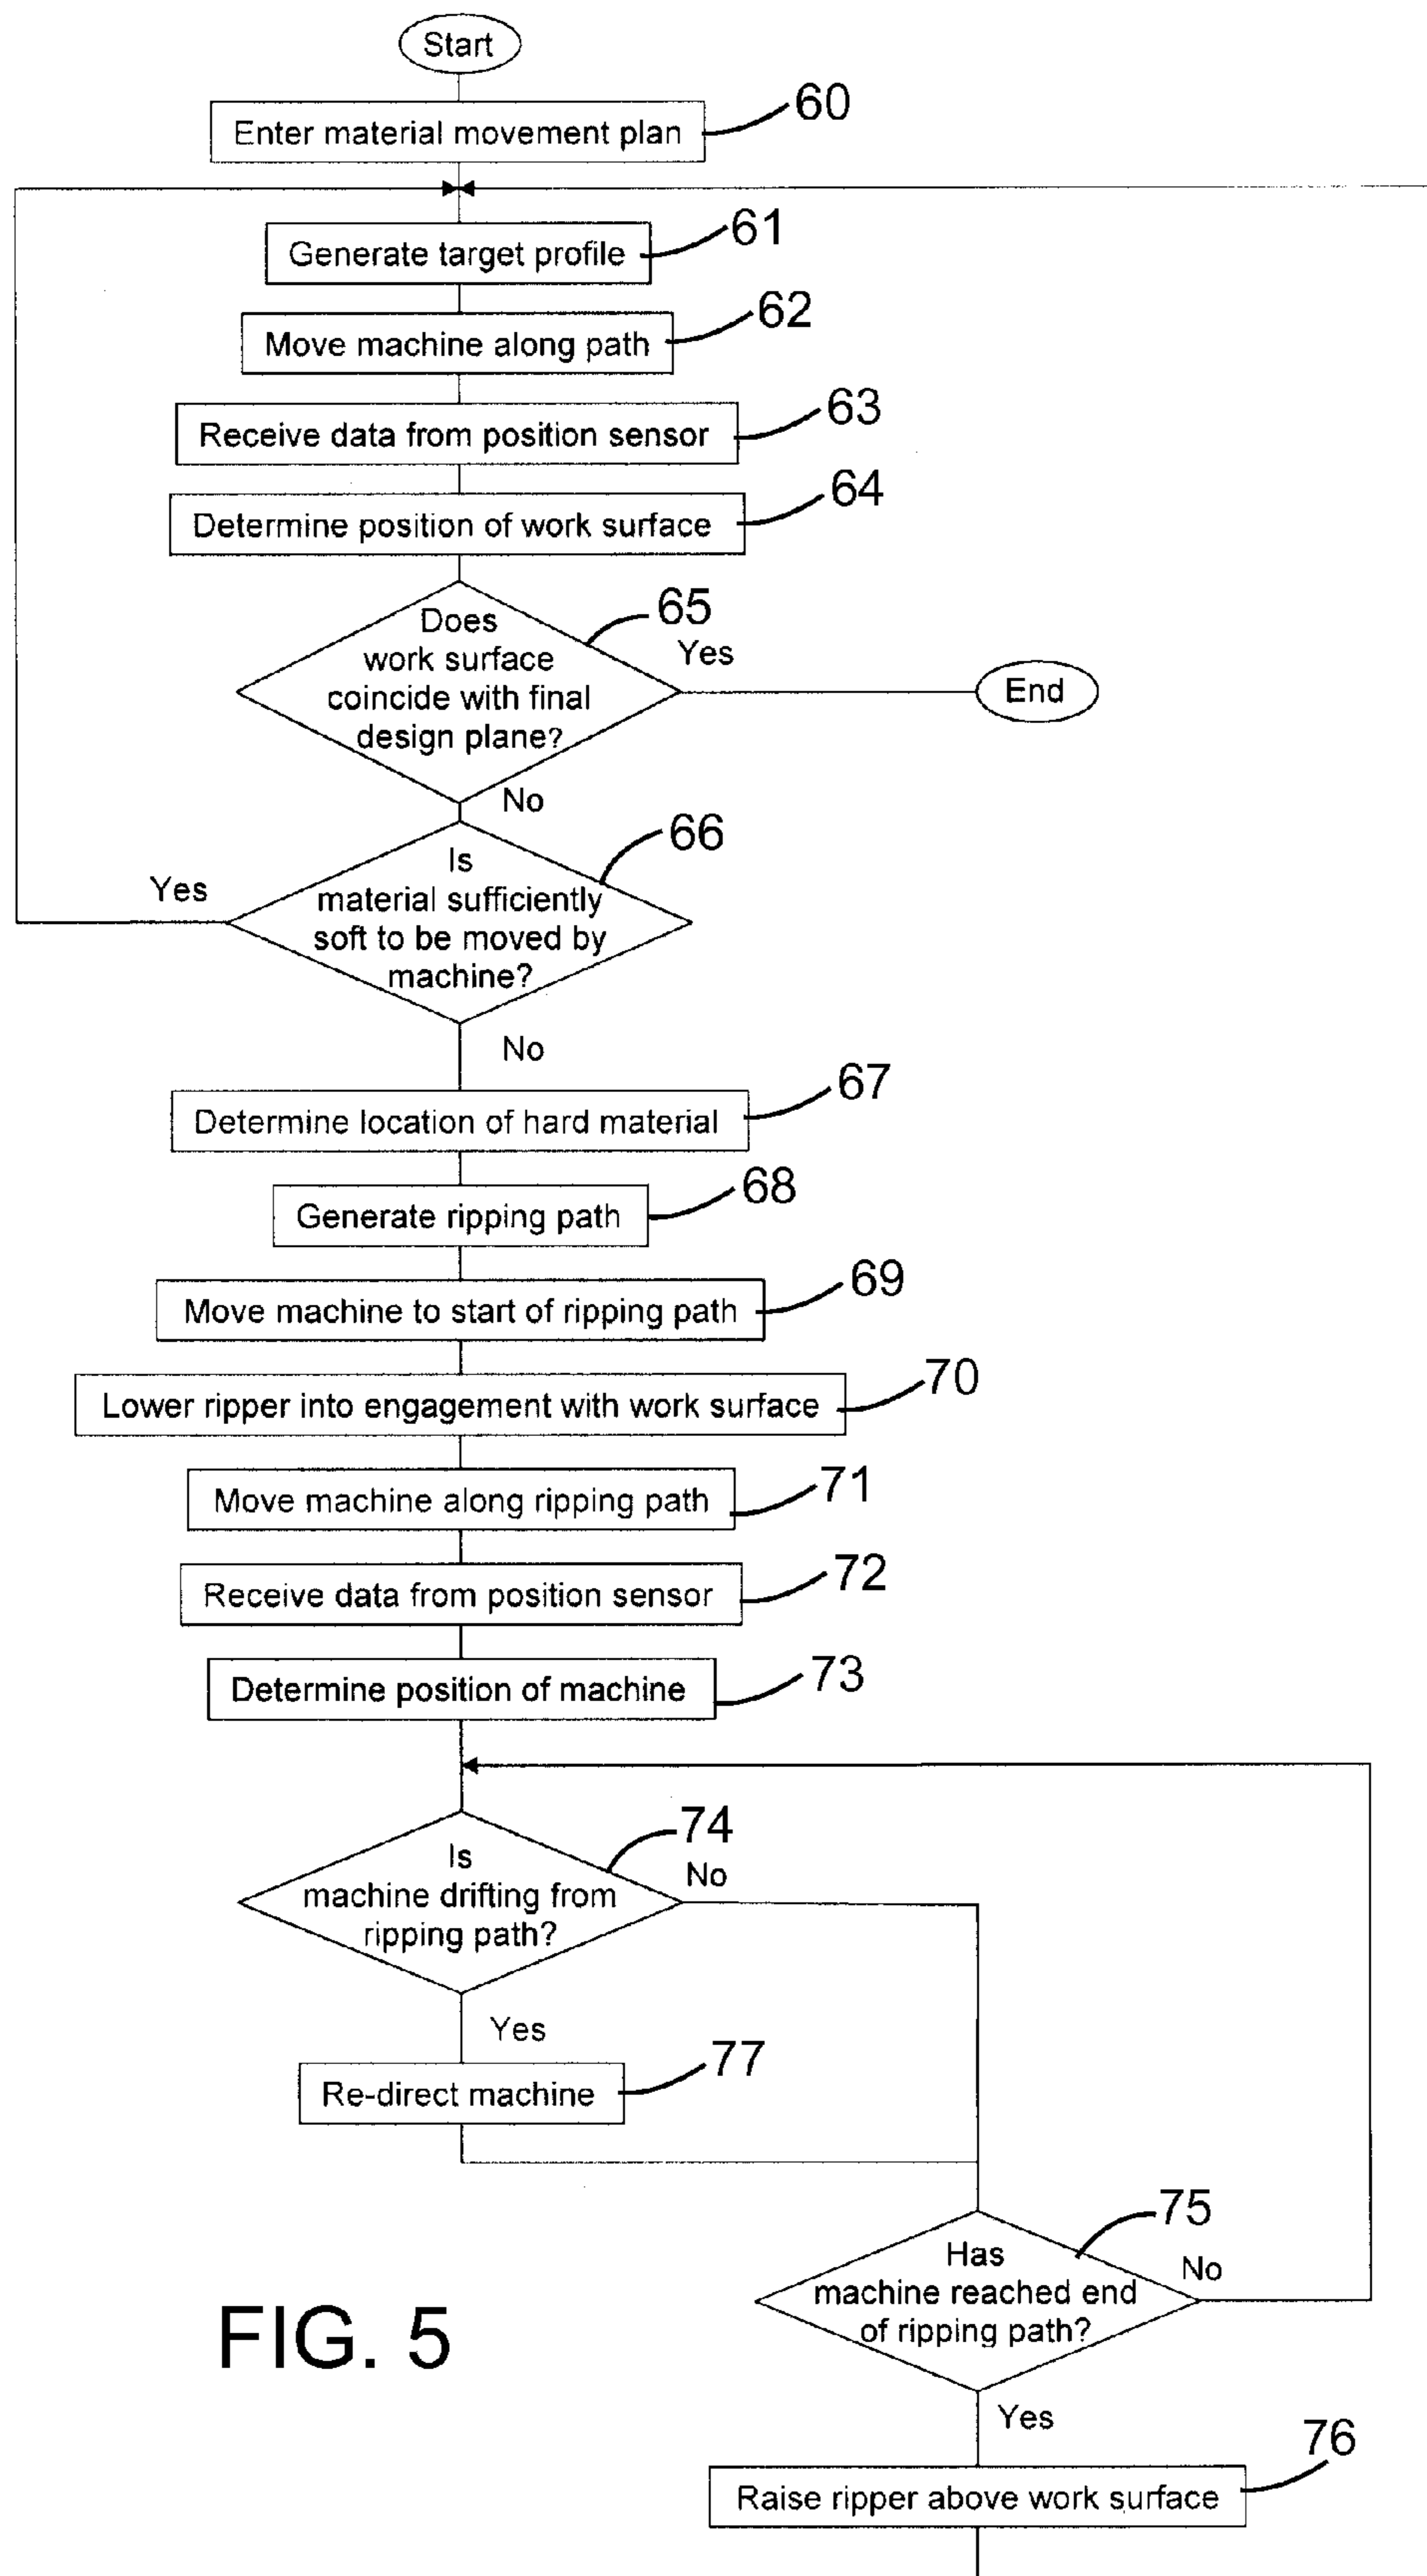 Start
Enter material movement plan
60
Generate target profile
61
Move machine along path
62
Receive data from position sensor
63
Determine position of work surface
64
Does
work surface
coincide with final
design plane?
65
Yes
End
No
Is
material sufficiently
soft to be moved by
machine?
66
Yes
No
Determine location of hard material
67
Generate ripping path
68
Move machine to start of ripping path
69
Lower ripper into engagement with work surface
70
Move machine along ripping path
71
Receive data from position sensor
72
Determine position of machine
73
Is
machine drifting from
ripping path?
74
No
Yes
Re-direct machine
77
Has
machine reached end
of ripping path?
75
No
Yes
Raise ripper above work surface
76
FIG. 5